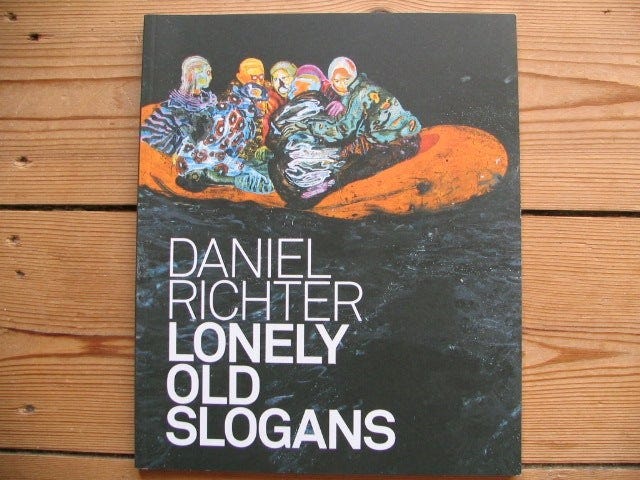 DANIEL
RICHTER
LONELY
OLD
SLOGANS